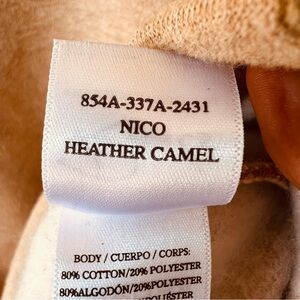 854A-337A-2431
NICO
HEATHER CAMEL
BODY / CUERPO / CORPS:
80% COTTON/20% POLYESTER
80%ALGODÓN/20%POLIÉSTER